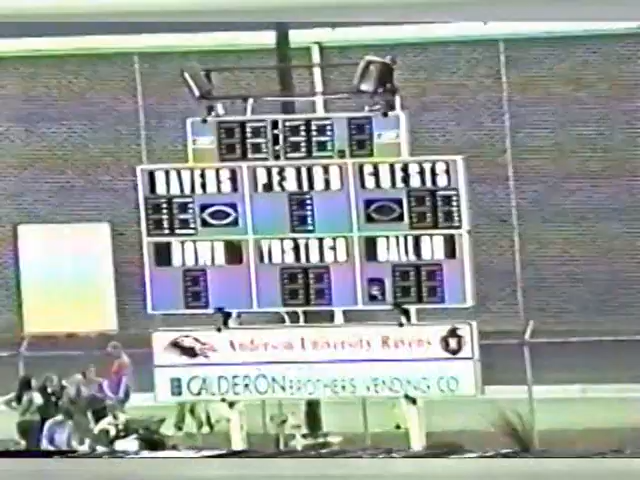 RAVENS PERIOD GUESTS
DOWN YDS TO GO BALL ON
Anderson University Ravens
CALDERON BROTHERS VENDING CO